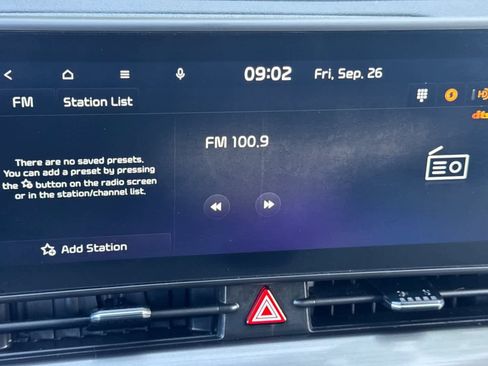 09:02 Fri, Sep. 26
FM Station List
dts
FM 100.9
There are no saved presets.
You can add a preset by pressing
the button on the radio screen
or in the station/channel list.
Add Station